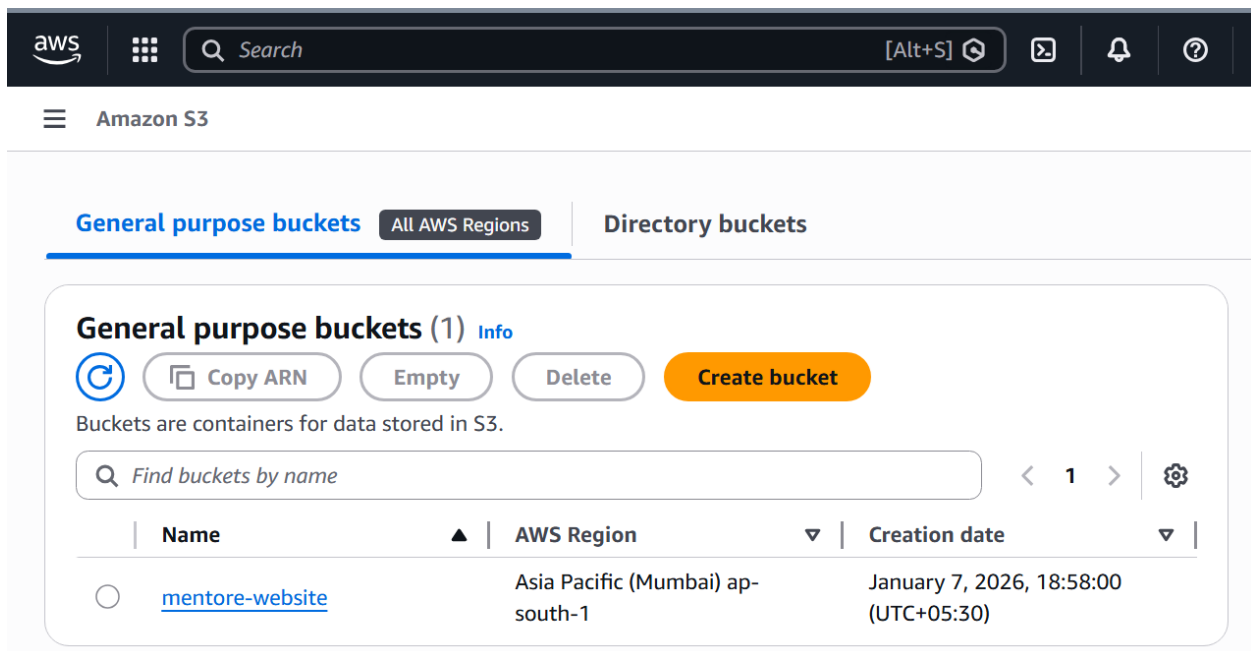 aws
Search [Alt+S]
Amazon S3
General purpose buckets All AWS Regions Directory buckets
General purpose buckets (1) Info
Copy ARN Empty Delete Create bucket
Buckets are containers for data stored in S3.
Find buckets by name 1
Name AWS Region Creation date
mentore-website Asia Pacific (Mumbai) ap- January 7, 2026, 18:58:00
south-1 (UTC+05:30)